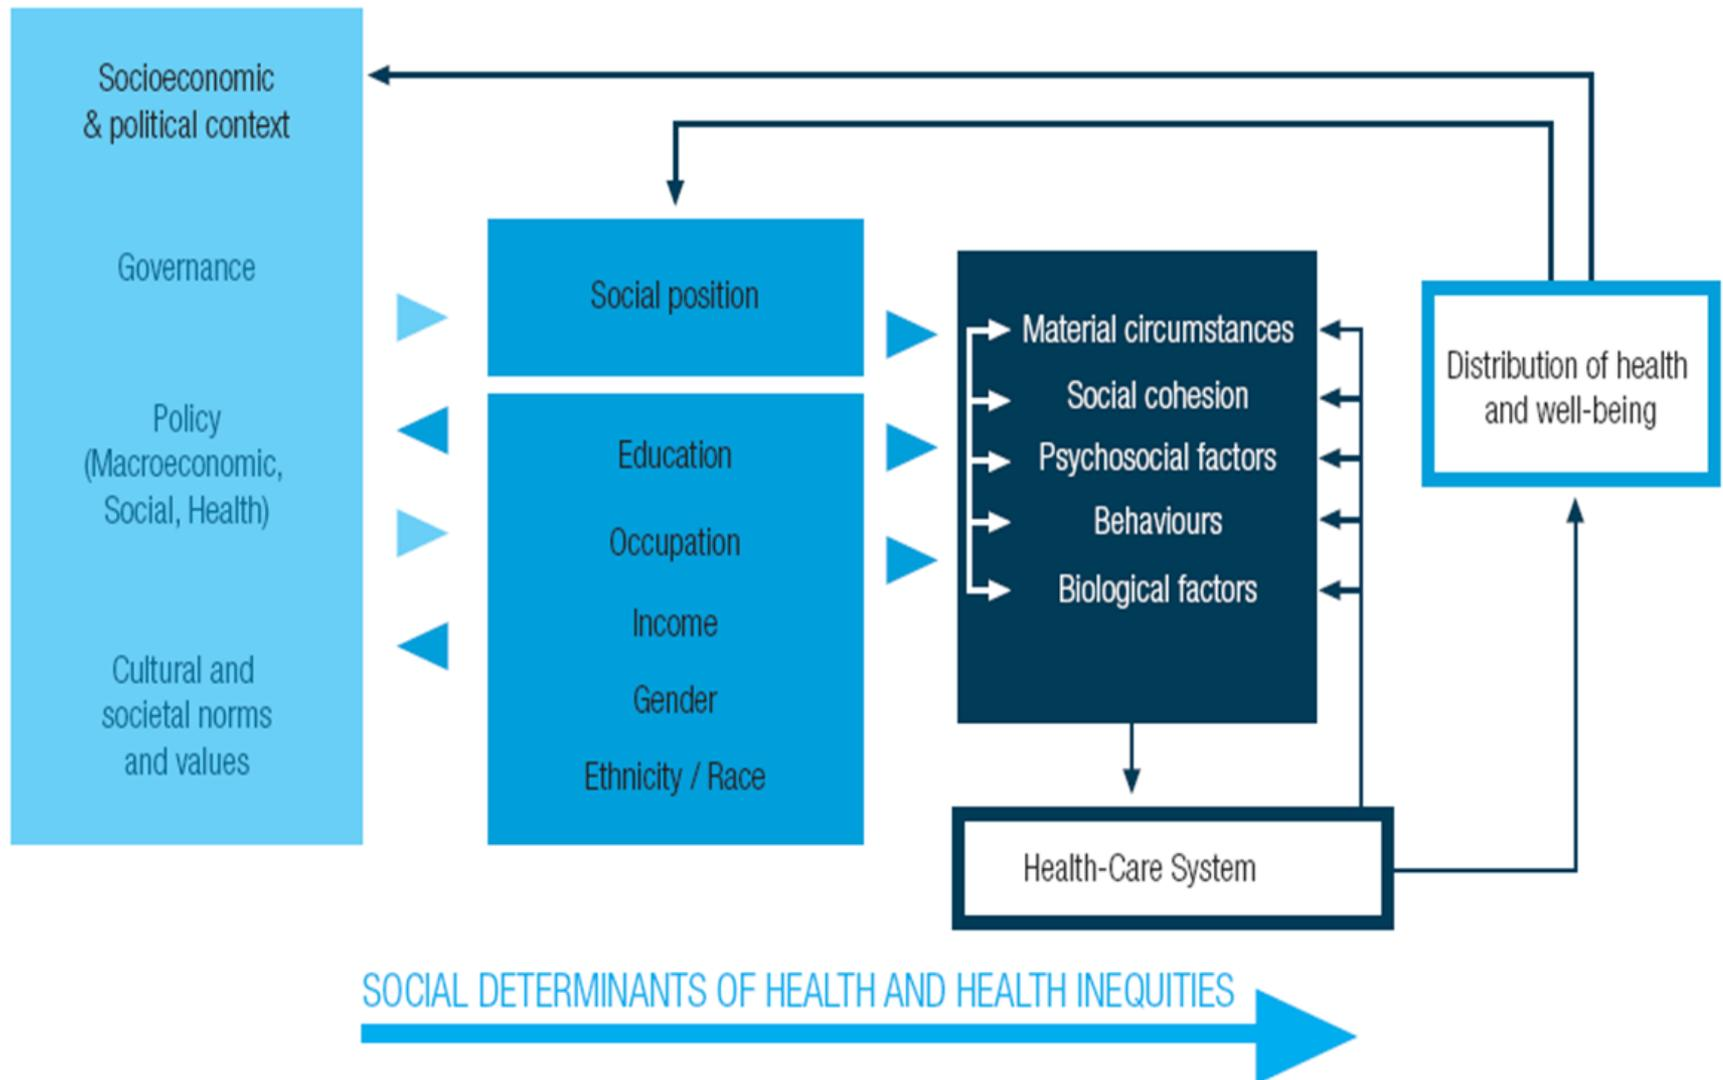 Socioeconomic
& political context
Governance
Policy
(Macroeconomic,
Social, Health)
Cultural and
societal norms
and values
Social position
Education
Occupation
Income
Gender
Ethnicity / Race
Material circumstances
Social cohesion
Psychosocial factors
Behaviours
Biological factors
Distribution of health
and well-being
Health-Care System
SOCIAL DETERMINANTS OF HEALTH AND HEALTH INEQUITIES